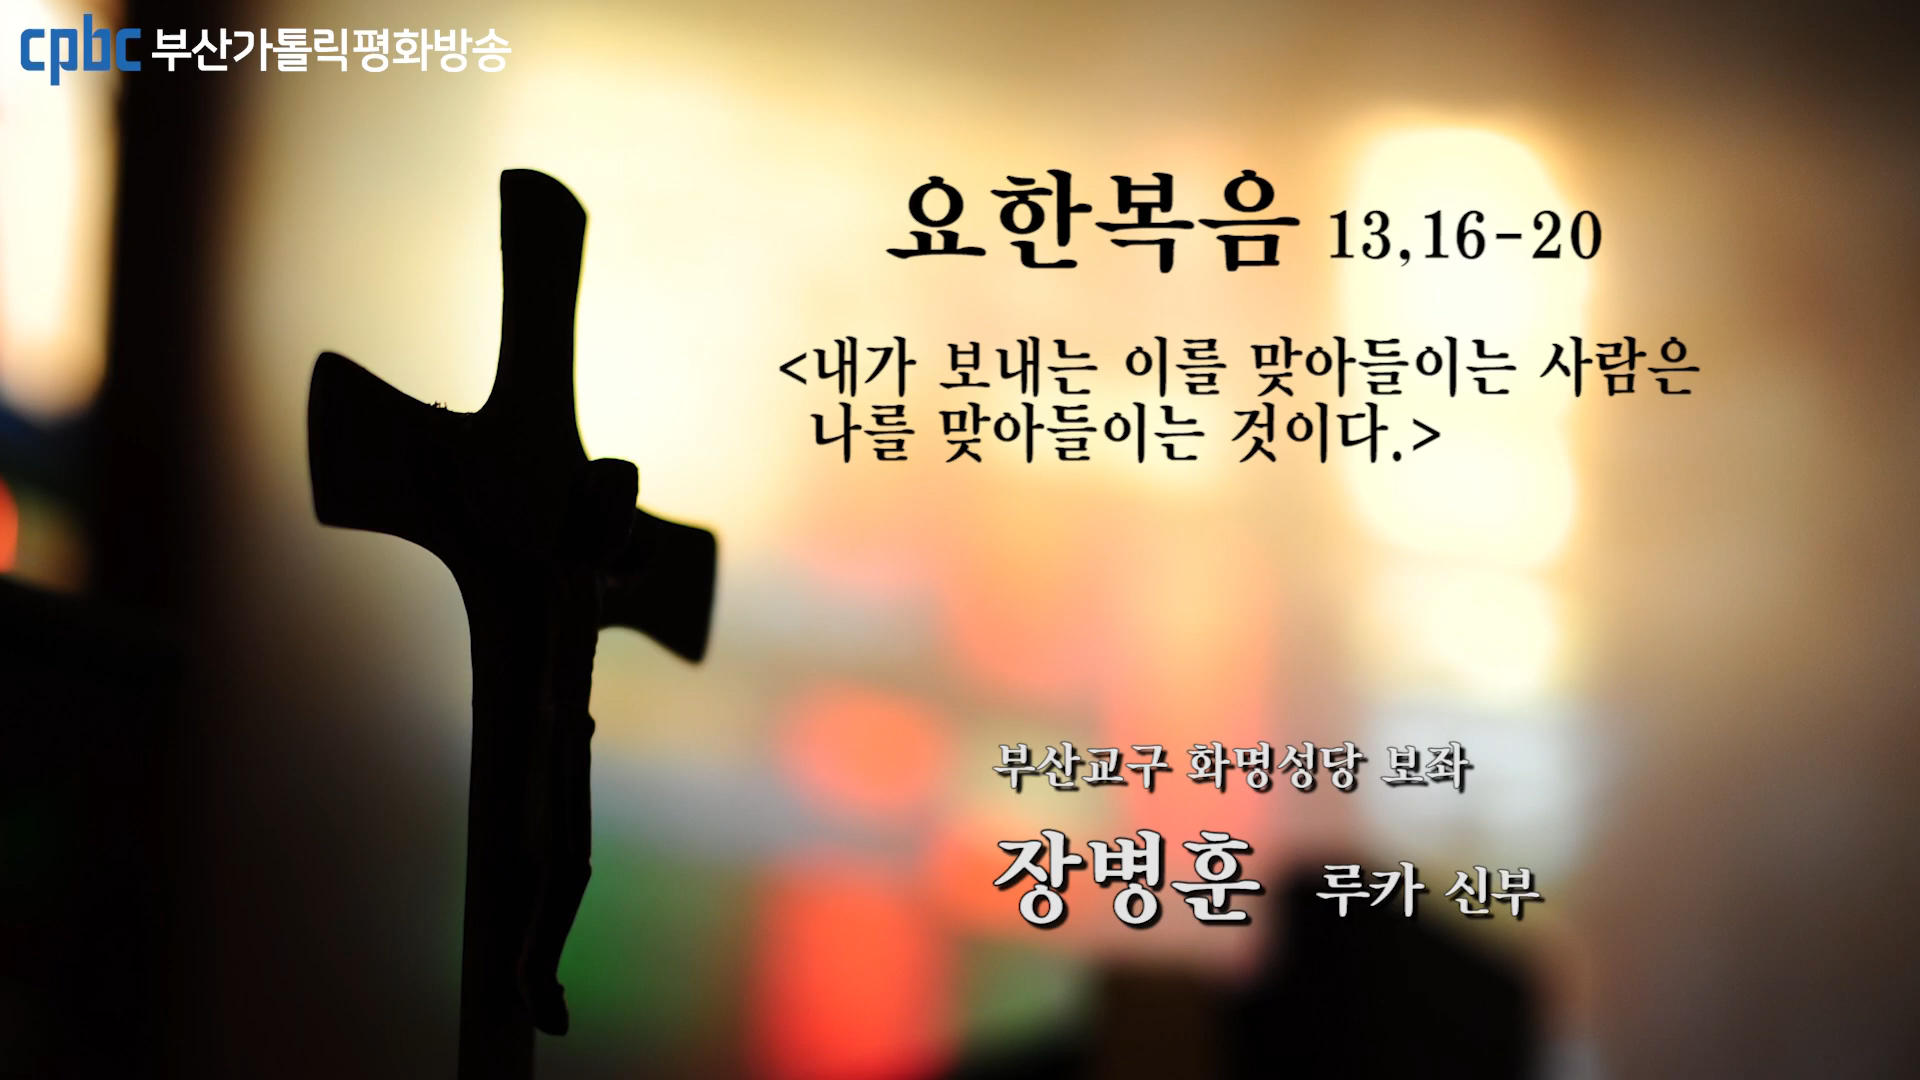 cpbc 부산가톨릭평화방송
요한복음 13,16-20
<내가 보내는 이를 맞아들이는 사람은
나를 맞아들이는 것이다.>
부산교구 화명성당 보좌
장병훈 루카 신부